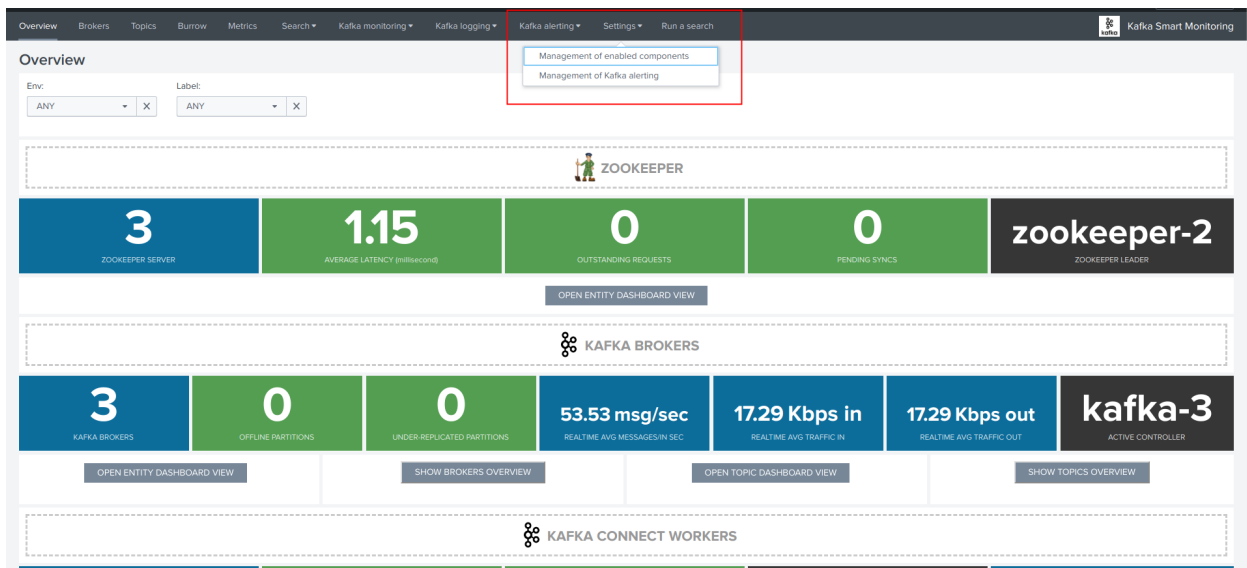 Overview Brokers Topics Burrow Metrics Search Kafka monitoring Kafka logging Kafka alerting Settings Run a search kafka Kafka Smart Monitoring
Management of enabled components
Management of Kafka alerting
Overview
Env: Label:
ANY X ANY X
ZOOKEEPER
3 1.15 0 0 zookeeper-2
ZOOKEEPER SERVER AVERAGE LATENCY (millisecond) OUTSTANDING REQUESTS PENDING SYNCS ZOOKEEPER LEADER
OPEN ENTITY DASHBOARD VIEW
KAFKA BROKERS
3 0 0 53.53 msg/sec 17.29 Kbps in 17.29 Kbps out kafka-3
KAFKA BROKERS OFFLINE PARTITIONS UNDER-REPLICATED PARTITIONS REALTIME AVG MESSAGES/IN SEC REALTIME AVG TRAFFIC IN REALTIME AVG TRAFFIC OUT ACTIVE CONTROLLER
OPEN ENTITY DASHBOARD VIEW SHOW BROKERS OVERVIEW OPEN TOPIC DASHBOARD VIEW SHOW TOPICS OVERVIEW
KAFKA CONNECT WORKERS